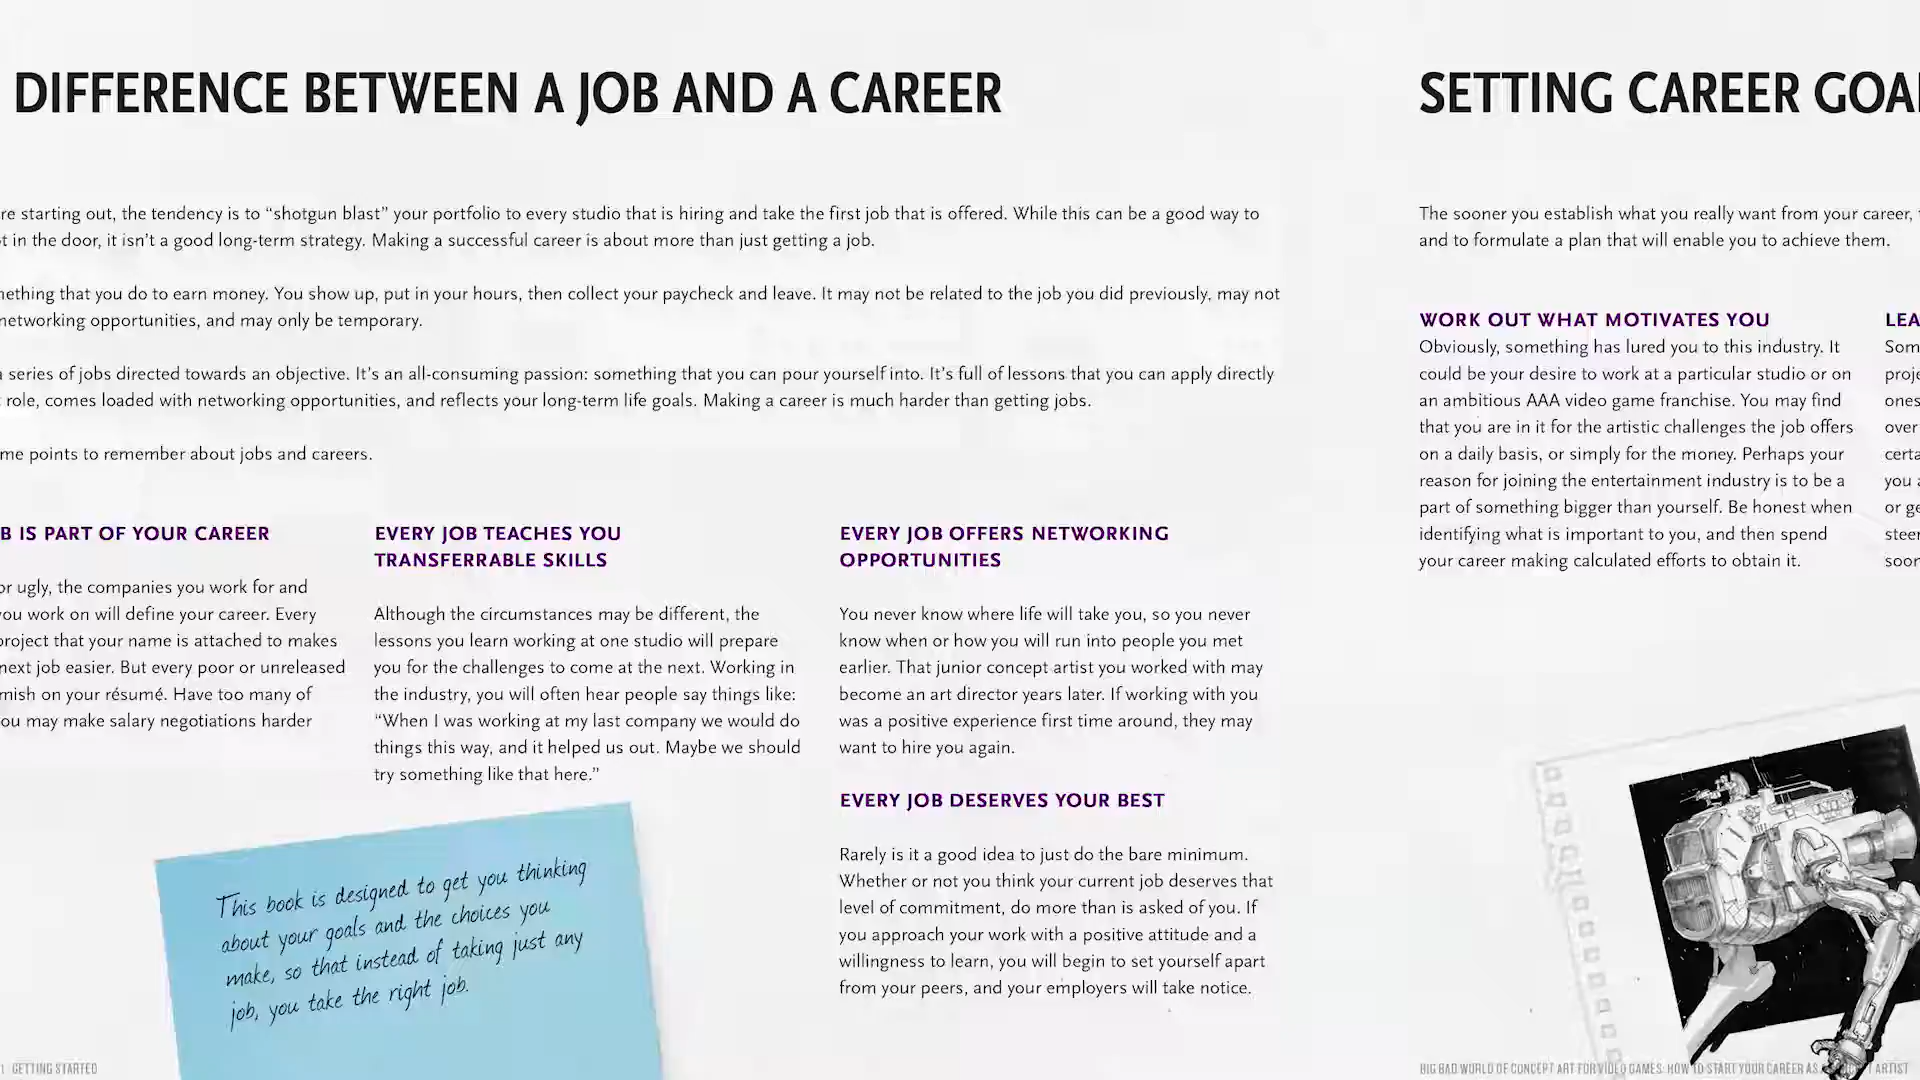 DIFFERENCE BETWEEN A JOB AND A CAREER
re starting out, the tendency is to “shotgun blast” your portfolio to every studio that is hiring and take the first job that is offered. While this can be a good way to
t in the door, it isn’t a good long-term strategy. Making a successful career is about more than just getting a job.
nething that you do to earn money. You show up, put in your hours, then collect your paycheck and leave. It may not be related to the job you did previously, may not
networking opportunities, and may only be temporary.
a series of jobs directed towards an objective. It’s an all-consuming passion: something that you can pour yourself into. It’s full of lessons that you can apply directly
role, comes loaded with networking opportunities, and reflects your long-term life goals. Making a career is much harder than getting jobs.
me points to remember about jobs and careers.
B IS PART OF YOUR CAREER
or ugly, the companies you work for and
you work on will define your career. Every
project that your name is attached to makes
next job easier. But every poor or unreleased
mish on your résumé. Have too many of
ou may make salary negotiations harder
EVERY JOB TEACHES YOU
TRANSFERRABLE SKILLS
Although the circumstances may be different, the
lessons you learn working at one studio will prepare
you for the challenges to come at the next. Working in
the industry, you will often hear people say things like:
“When I was working at my last company we would do
things this way, and it helped us out. Maybe we should
try something like that here.”
EVERY JOB OFFERS NETWORKING
OPPORTUNITIES
You never know where life will take you, so you never
know when or how you will run into people you met
earlier. That junior concept artist you worked with may
become an art director years later. If working with you
was a positive experience first time around, they may
want to hire you again.
EVERY JOB DESERVES YOUR BEST
Rarely is it a good idea to just do the bare minimum.
Whether or not you think your current job deserves that
level of commitment, do more than is asked of you. If
you approach your work with a positive attitude and a
willingness to learn, you will begin to set yourself apart
from your peers, and your employers will take notice.
This book is designed to get you thinking
about your goals and the choices you
make, so that instead of taking just any
job, you take the right job.
GETTING STARTED
SETTING CAREER GOA
The sooner you establish what you really want from your career,
and to formulate a plan that will enable you to achieve them.
WORK OUT WHAT MOTIVATES YOU
Obviously, something has lured you to this industry. It
could be your desire to work at a particular studio or on
an ambitious AAA video game franchise. You may find
that you are in it for the artistic challenges the job offers
on a daily basis, or simply for the money. Perhaps your
reason for joining the entertainment industry is to be a
part of something bigger than yourself. Be honest when
identifying what is important to you, and then spend
your career making calculated efforts to obtain it.
LEA
Som
proje
ones
over
certa
you a
or ge
steer
soon
BIG BAD WORLD OF CONCEPT ART FOR VIDEO GAMES: HOW TO START YOUR CAREER AS ARTIST